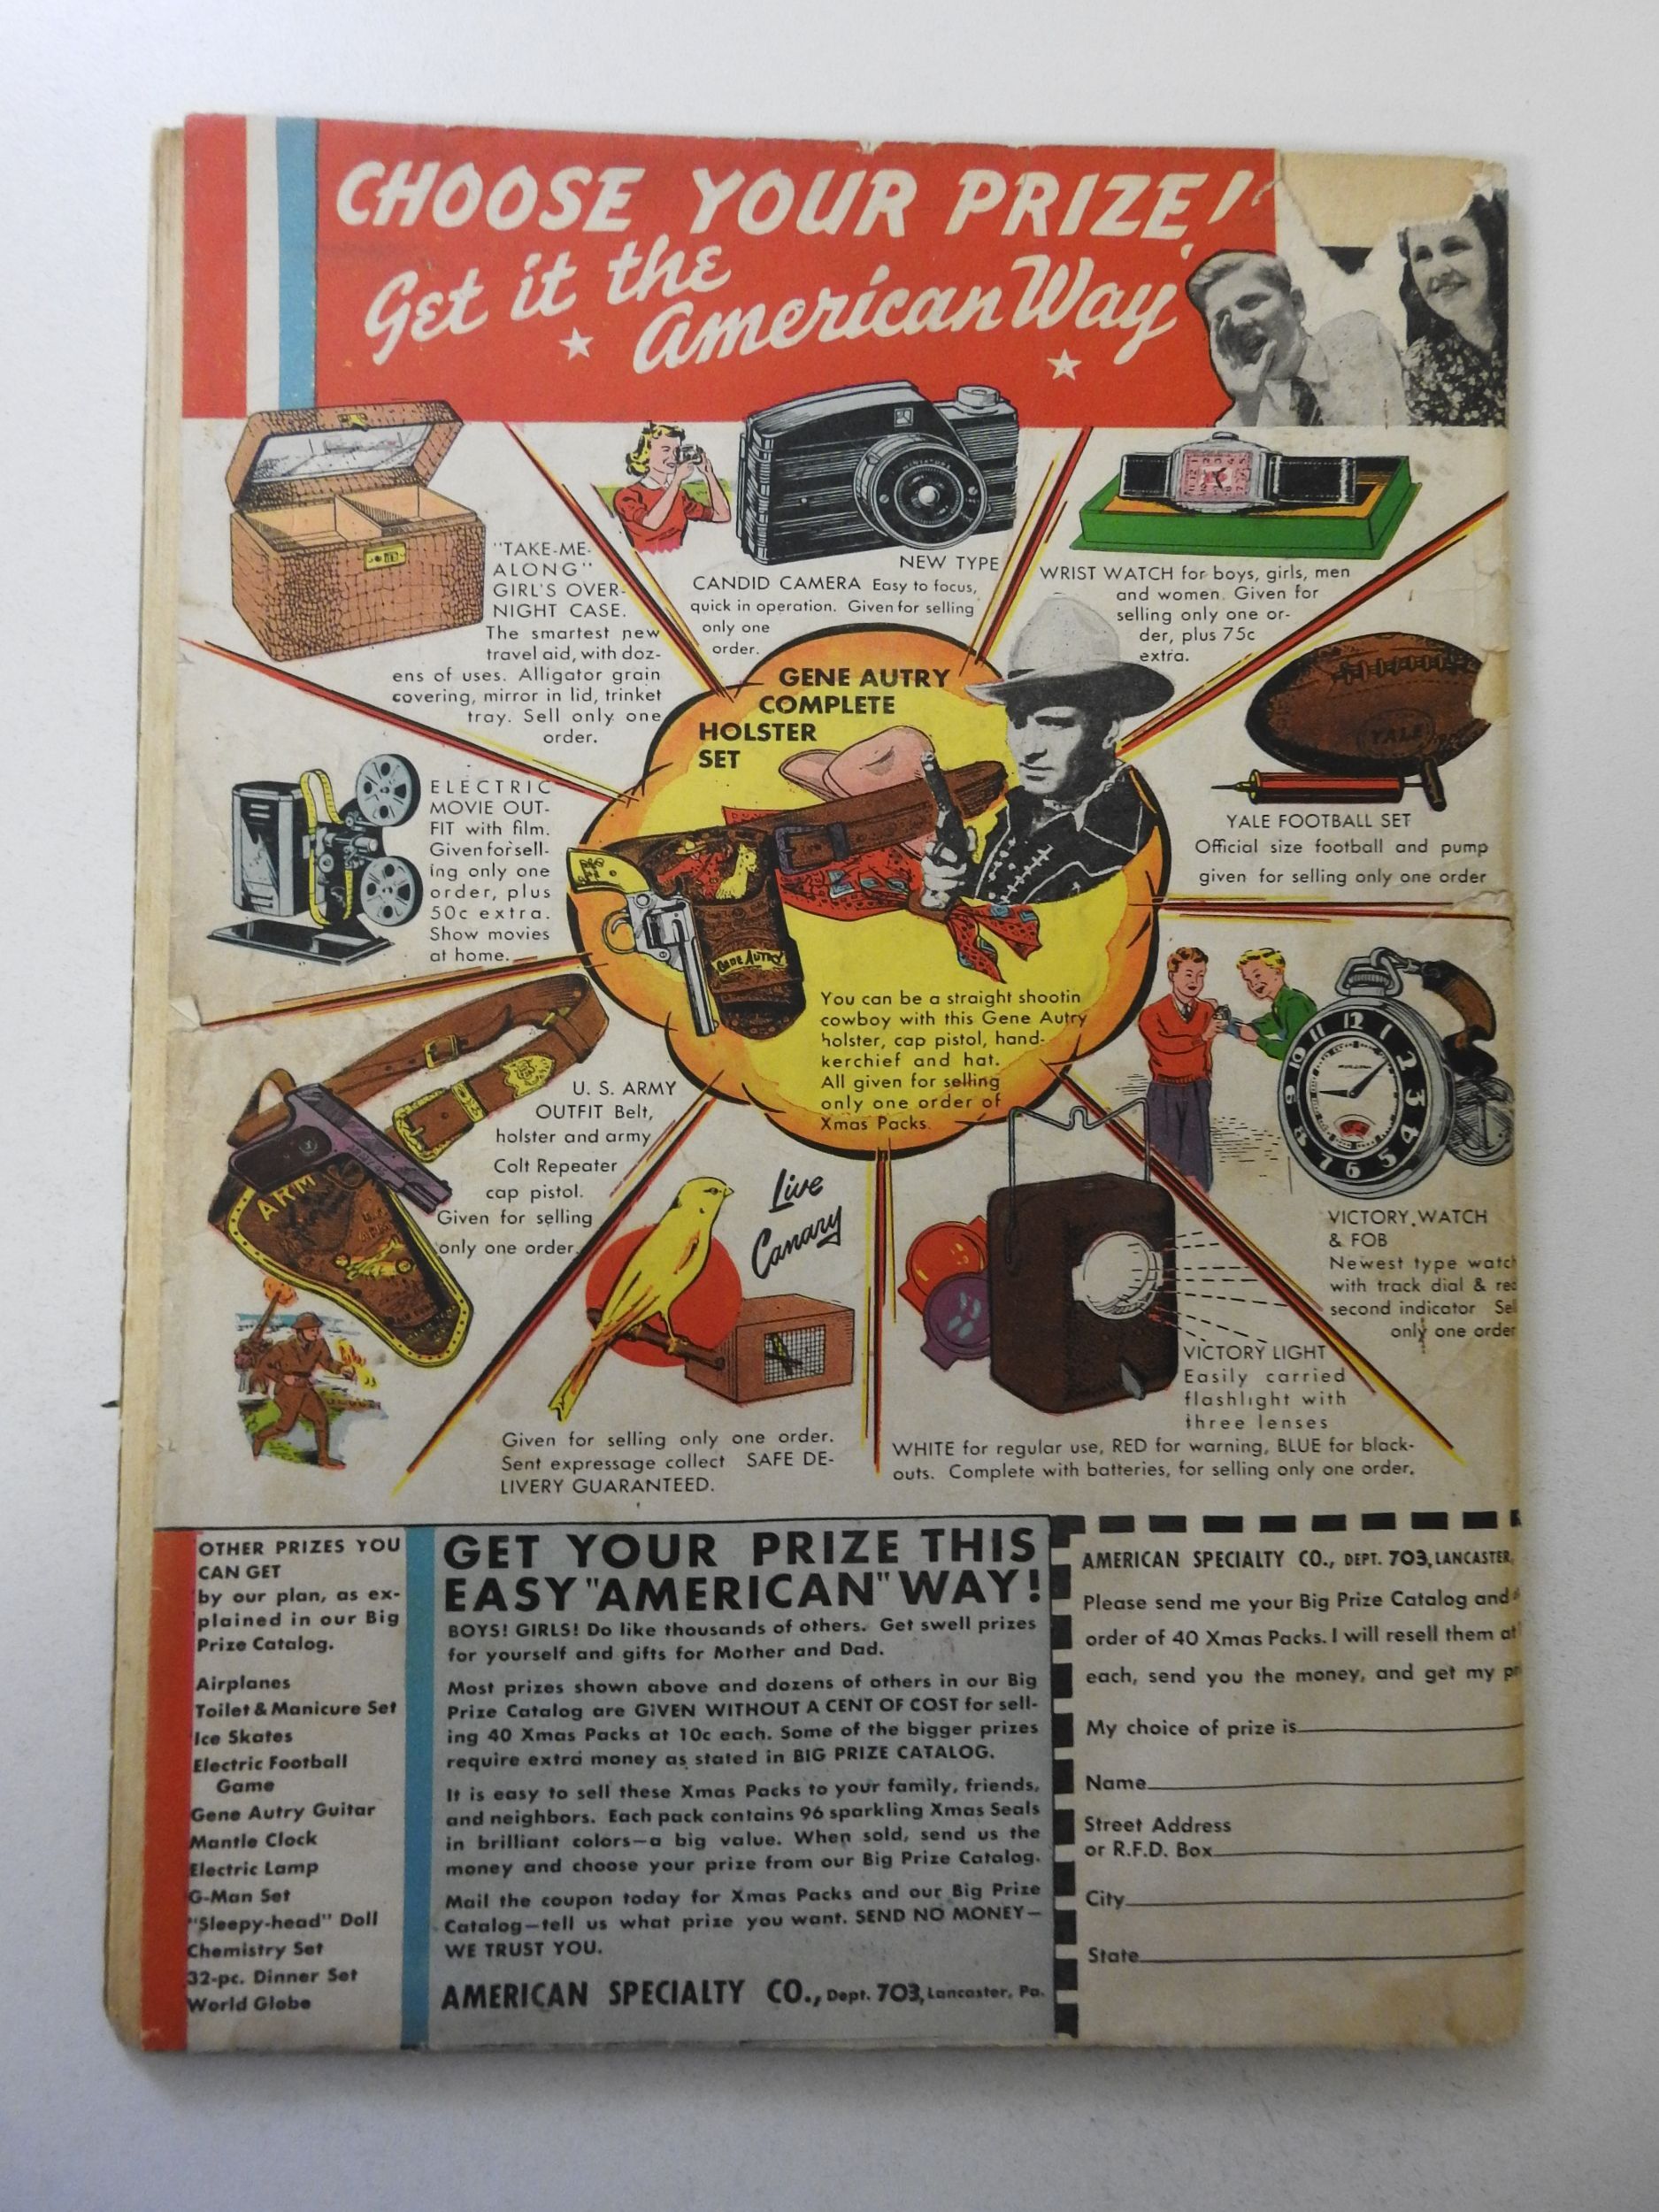 CHOOSE YOUR PRIZE!
Get it the
American Way
"TAKE-ME-
ALONG"
GIRL'S OVER-
NIGHT CASE.
The smartest new
travel aid, with doz-
ens of uses. Alligator grain
covering, mirror in lid, trinket
tray. Sell only one
order.
NEW TYPE
CANDID CAMERA Easy to focus,
quick in operation. Given for selling
only one
order.
WRIST WATCH for boys, girls, men
and women. Given for
selling only one or-
der, plus 75c
extra.
GENE AUTRY
COMPLETE
HOLSTER
SET
GENE AUTRY
You can be a straight shootin
cowboy with this Gene Autry
holster, cap pistol, hand-
kerchief and hat.
All given for selling
only one order of
Xmas Packs.
YALE
YALE FOOTBALL SET
Official size football and pump
given for selling only one order
ELECTRIC
MOVIE OUT-
FIT with film.
Given for sell-
ing only one
order, plus
50c extra.
Show movies
at home.
ARMY
U. S. ARMY
OUTFIT Belt,
holster and army
Colt Repeater
cap pistol.
Given for selling
only one order.
Live
Canary
Given for selling only one order.
Sent expressage collect SAFE DE-
LIVERY GUARANTEED.
VICTORY LIGHT
Easily carried
flashlight with
three lenses
WHITE for regular use, RED for warning, BLUE for black-
outs. Complete with batteries, for selling only one order.
12 1 2 3 4 5 6 7 8 9 10 11
VICTORY WATCH
& FOB
Newest type watch
with track dial & red
second indicator Sel
only one order
OTHER PRIZES YOU
CAN GET
by our plan, as ex-
plained in our Big
Prize Catalog.
Airplanes
Toilet & Manicure Set
Ice Skates
Electric Football
Game
Gene Autry Guitar
Mantle Clock
Electric Lamp
G-Man Set
"Sleepy-head" Doll
Chemistry Set
32-pc. Dinner Set
World Globe
GET YOUR PRIZE THIS
EASY "AMERICAN" WAY!
BOYS! GIRLS! Do like thousands of others. Get swell prizes
for yourself and gifts for Mother and Dad.
Most prizes shown above and dozens of others in our Big
Prize Catalog are GIVEN WITHOUT A CENT OF COST for sell-
ing 40 Xmas Packs at 10c each. Some of the bigger prizes
require extra money as stated in BIG PRIZE CATALOG.
It is easy to sell these Xmas Packs to your family, friends,
and neighbors. Each pack contains 96 sparkling Xmas Seals
in brilliant colors—a big value. When sold, send us the
money and choose your prize from our Big Prize Catalog.
Mail the coupon today for Xmas Packs and our Big Prize
Catalog—tell us what prize you want. SEND NO MONEY—
WE TRUST YOU.
AMERICAN SPECIALTY CO., Dept. 703, Lancaster, Pa.
AMERICAN SPECIALTY CO., DEPT. 703, LANCASTER,
Please send me your Big Prize Catalog and
order of 40 Xmas Packs. I will resell them at
each, send you the money, and get my pr
My choice of prize is
Name
Street Address
or R.F.D. Box
City
State